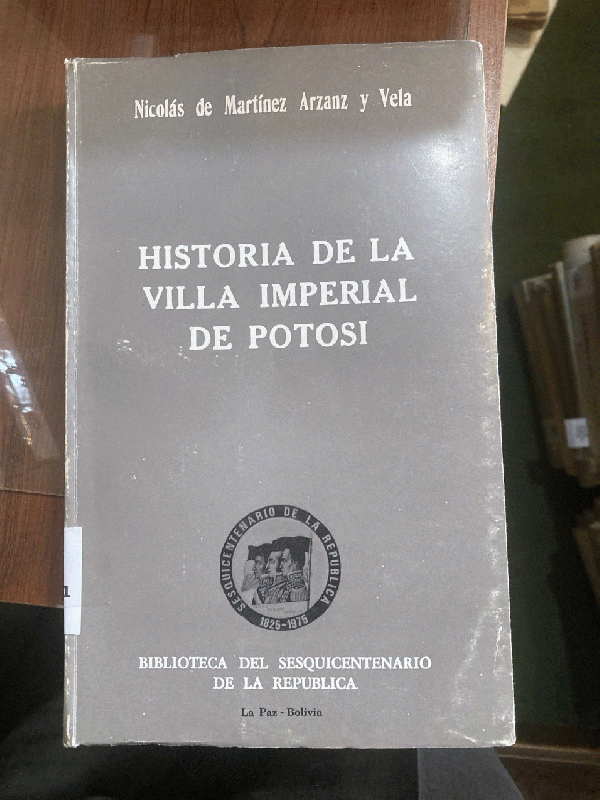 Nicolás de Martínez Arzanz y Vela
HISTORIA DE LA
VILLA IMPERIAL
DE POTOSI
SESQUICENTENARIO DE LA REPUBLICA
1825-1975
BIBLIOTECA DEL SESQUICENTENARIO
DE LA REPUBLICA
La Paz - Bolivia
1